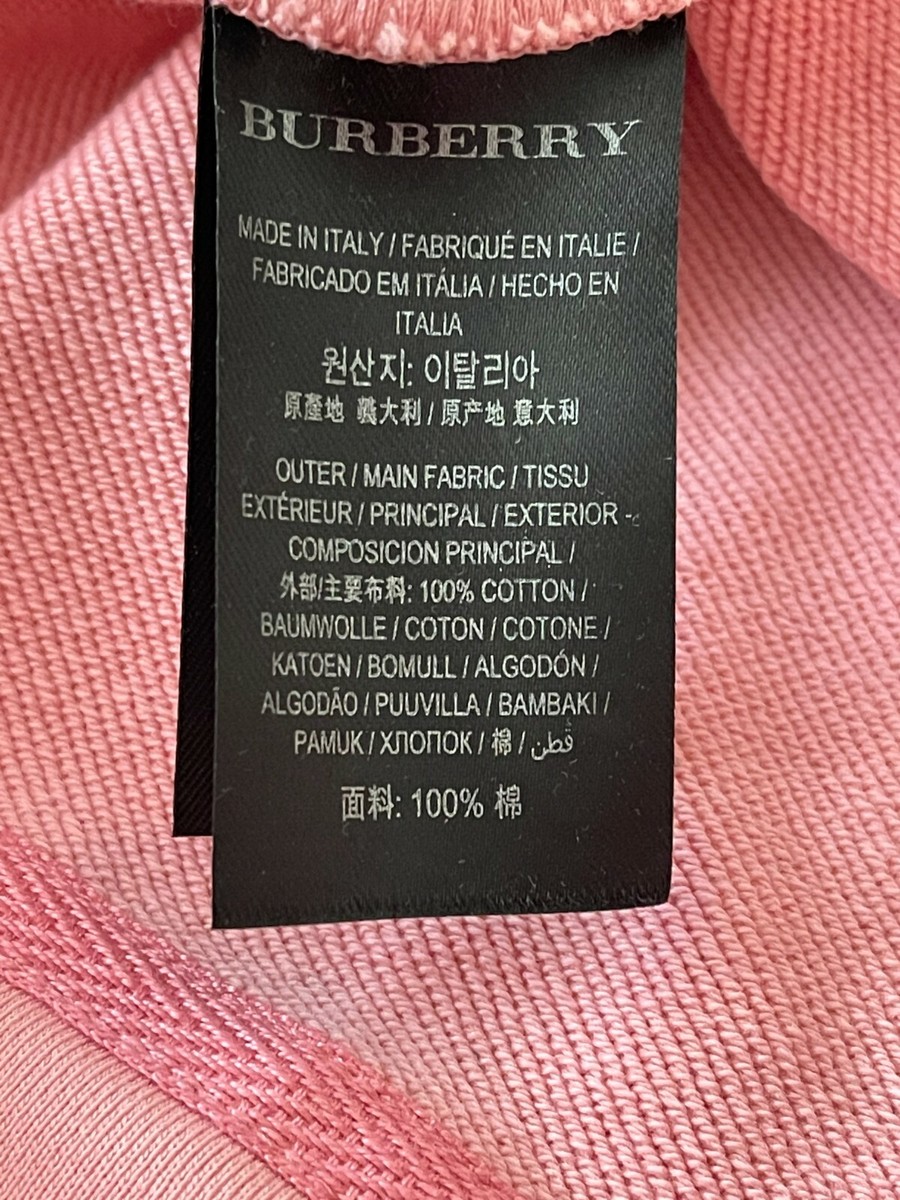 BURBERRY
MADE IN ITALY / FABRIQUÉ EN ITALIE /
FABRICADO EM ITÁLIA / HECHO EN
ITALIA
원산지: 이탈리아
原產地 義大利 / 原产地 意大利
OUTER / MAIN FABRIC / TISSU
EXTÉRIEUR / PRINCIPAL / EXTERIOR -
COMPOSICION PRINCIPAL /
外部/主要布料: 100% COTTON /
BAUMWOLLE / COTON / COTONE /
KATOEN / BOMULL / ALGODÓN /
ALGODÃO / PUUVILLA / BAMBAKI /
PAMUK / ХЛОПОК / 棉 / قُطن
面料: 100% 棉